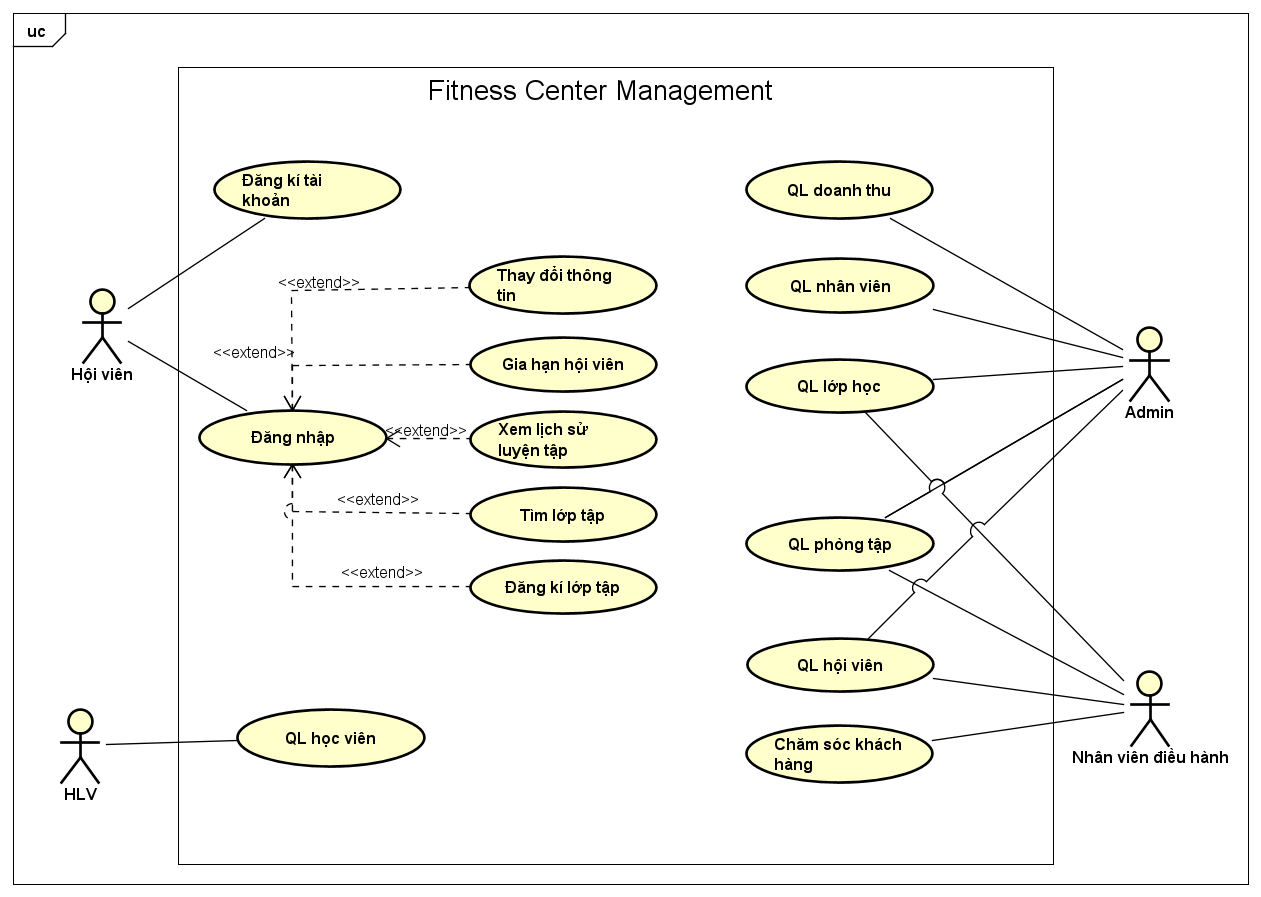 uc
Fitness Center Management
Đăng kí tài
khoản
QL doanh thu
<<extend>>
Thay đổi thông
tin
QL nhân viên
<<extend>>
Gia hạn hội viên
Hội viên
QL lớp học
Admin
Đăng nhập
<<extend>>
Xem lịch sử
luyện tập
<<extend>>
Tìm lớp tập
QL phòng tập
<<extend>>
Đăng kí lớp tập
QL hội viên
QL học viên
Chăm sóc khách
hàng
Nhân viên điều hành
HLV